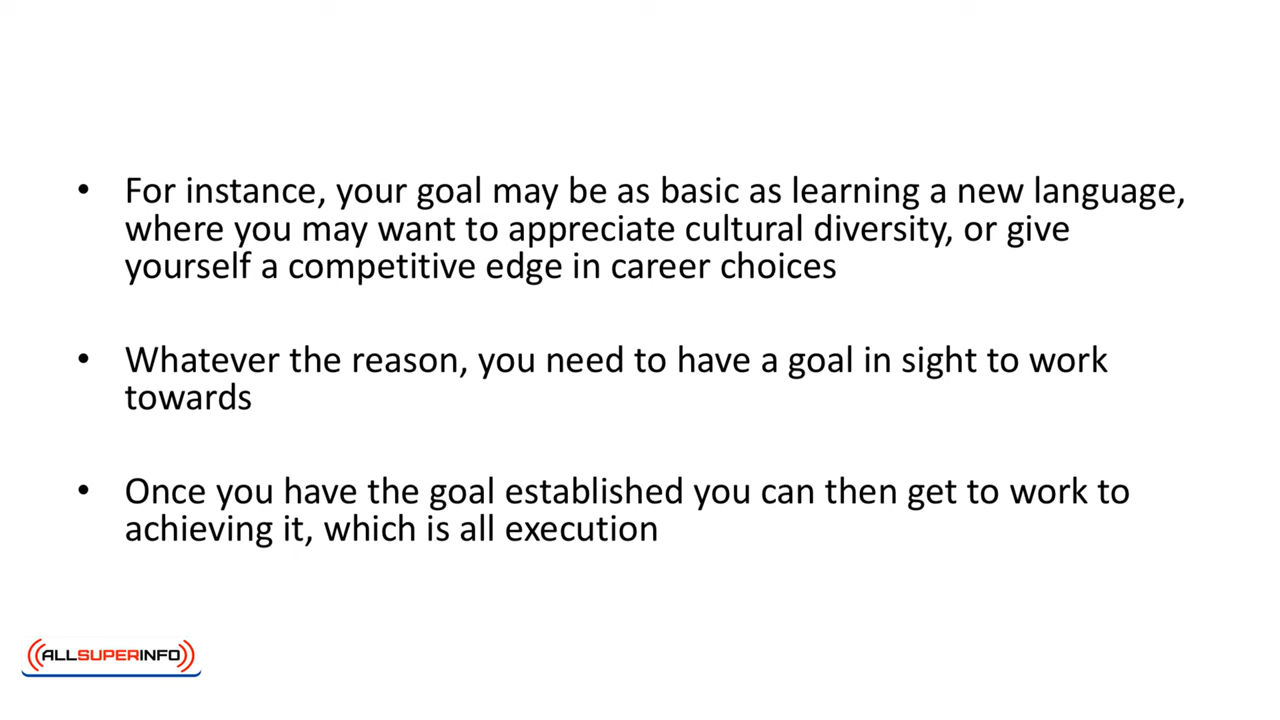 • For instance, your goal may be as basic as learning a new language,
where you may want to appreciate cultural diversity, or give
yourself a competitive edge in career choices
• Whatever the reason, you need to have a goal in sight to work
towards
• Once you have the goal established you can then get to work to
achieving it, which is all execution
((ALLSUPERINFO))